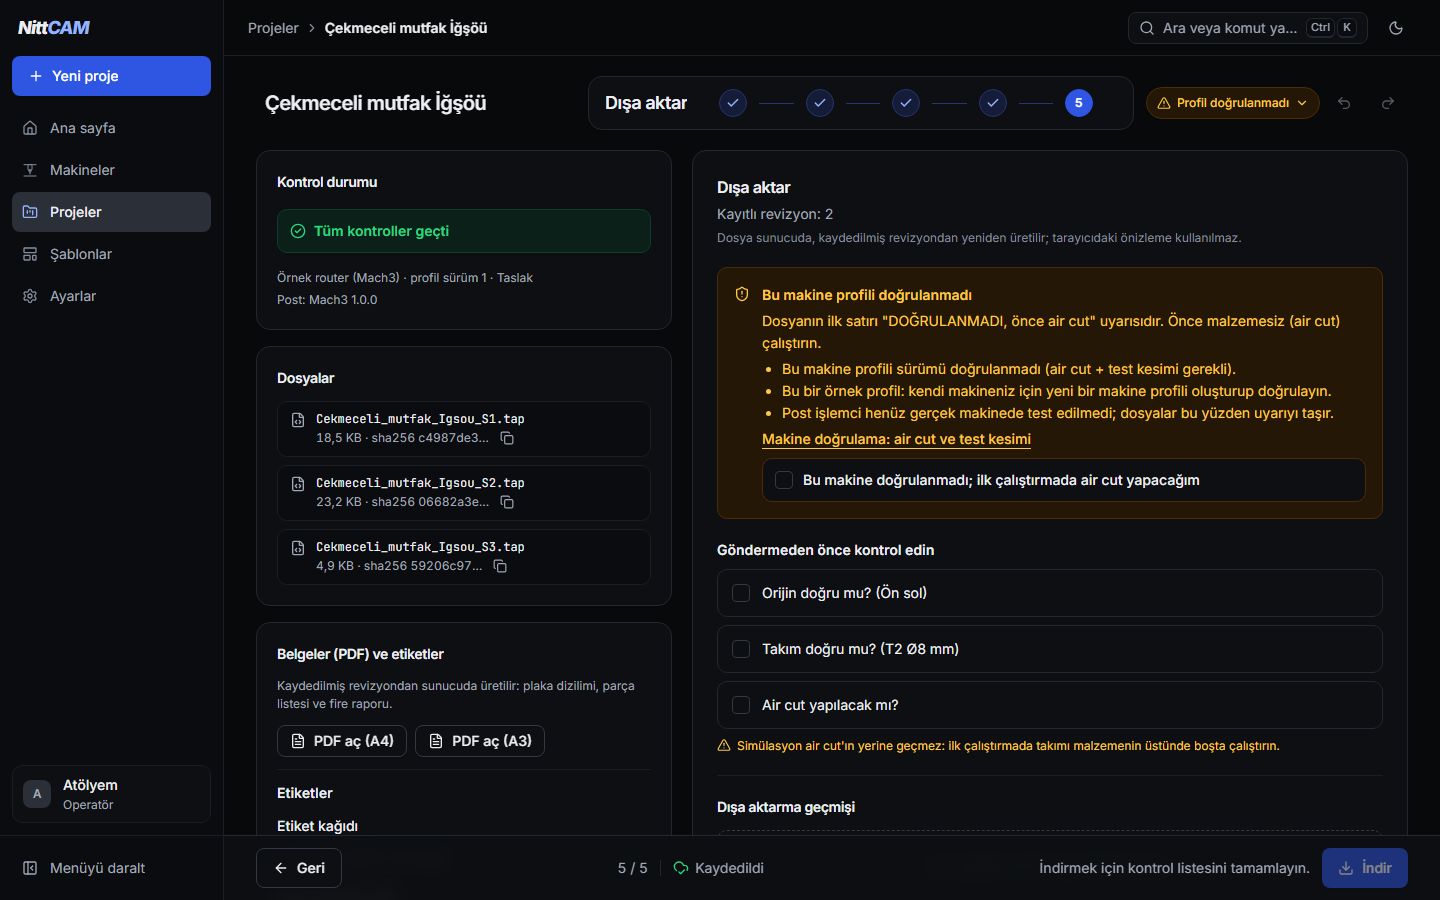 NittCAM
Projeler > Çekmeceli mutfak İğşöü
Ara veya komut ya... Ctrl K
Yeni proje
Ana sayfa
Makineler
Projeler
Şablonlar
Ayarlar
Çekmeceli mutfak İğşöü
Dışa aktar
5
Profil doğrulanmadı
Kontrol durumu
Tüm kontroller geçti
Örnek router (Mach3) · profil sürüm 1 · Taslak
Post: Mach3 1.0.0
Dosyalar
Cekmeceli_mutfak_Igsou_S1.tap
18,5 KB · sha256 c4987de3...
Cekmeceli_mutfak_Igsou_S2.tap
23,2 KB · sha256 06682a3e...
Cekmeceli_mutfak_Igsou_S3.tap
4,9 KB · sha256 59206c97...
Belgeler (PDF) ve etiketler
Kaydedilmiş revizyondan sunucuda üretilir: plaka dizilimi, parça
listesi ve fire raporu.
PDF aç (A4)
PDF aç (A3)
Etiketler
Etiket kağıdı
Dışa aktar
Kayıtlı revizyon: 2
Dosya sunucuda, kaydedilmiş revizyondan yeniden üretilir; tarayıcıdaki önizleme kullanılmaz.
Bu makine profili doğrulanmadı
Dosyanın ilk satırı "DOĞRULANMADI, önce air cut" uyarısıdır. Önce malzemesiz (air cut)
çalıştırın.
• Bu makine profili sürümü doğrulanmadı (air cut + test kesimi gerekli).
• Bu bir örnek profil: kendi makineniz için yeni bir makine profili oluşturup doğrulayın.
• Post işlemci henüz gerçek makinede test edilmedi; dosyalar bu yüzden uyarıyı taşır.
Makine doğrulama: air cut ve test kesimi
Bu makine doğrulanmadı; ilk çalıştırmada air cut yapacağım
Göndermeden önce kontrol edin
Orijin doğru mu? (Ön sol)
Takım doğru mu? (T2 Ø8 mm)
Air cut yapılacak mı?
Simülasyon air cut'ın yerine geçmez: ilk çalıştırmada takımı malzemenin üstünde boşta çalıştırın.
Dışa aktarma geçmişi
A
Atölyem
Operatör
Menüyü daralt
Geri
5 / 5
Kaydedildi
İndirmek için kontrol listesini tamamlayın.
İndir